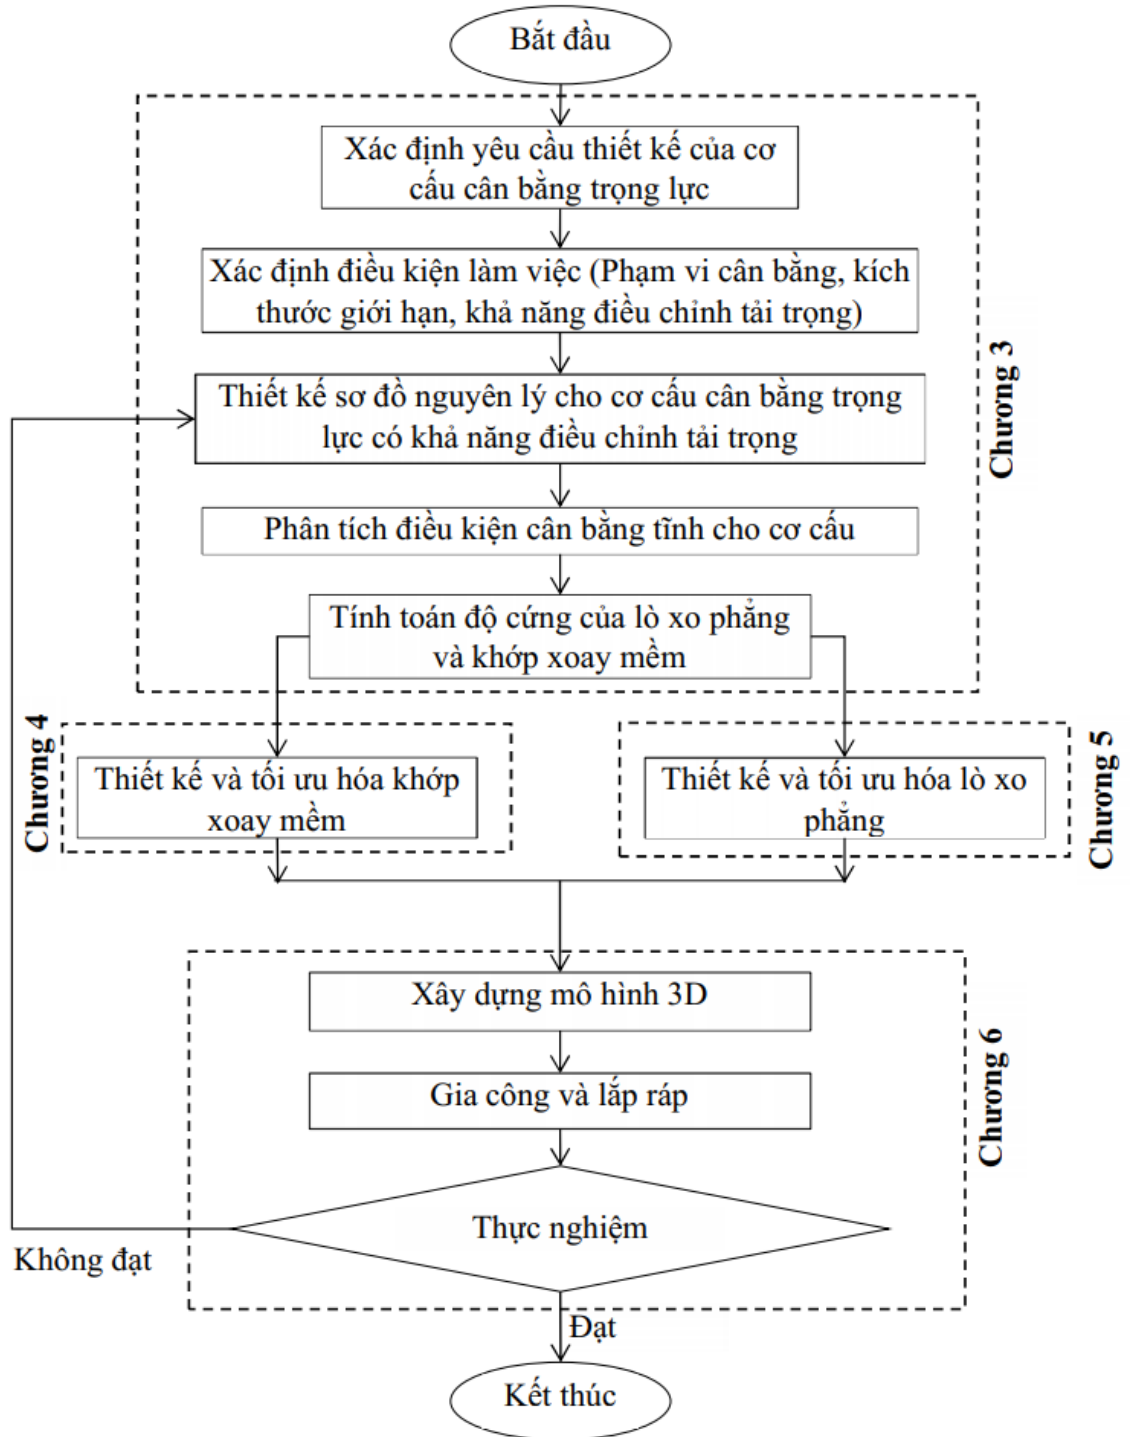 Bắt đầu
Xác định yêu cầu thiết kế của cơ
cấu cân bằng trọng lực
Xác định điều kiện làm việc (Phạm vi cân bằng, kích
thước giới hạn, khả năng điều chỉnh tải trọng)
Thiết kế sơ đồ nguyên lý cho cơ cấu cân bằng trọng
lực có khả năng điều chỉnh tải trọng
Phân tích điều kiện cân bằng tĩnh cho cơ cấu
Tính toán độ cứng của lò xo phẳng
và khớp xoay mềm
Chương 3
Chương 4
Thiết kế và tối ưu hóa khớp
xoay mềm
Thiết kế và tối ưu hóa lò xo
phẳng
Chương 5
Xây dựng mô hình 3D
Gia công và lắp ráp
Chương 6
Thực nghiệm
Không đạt
Đạt
Kết thúc